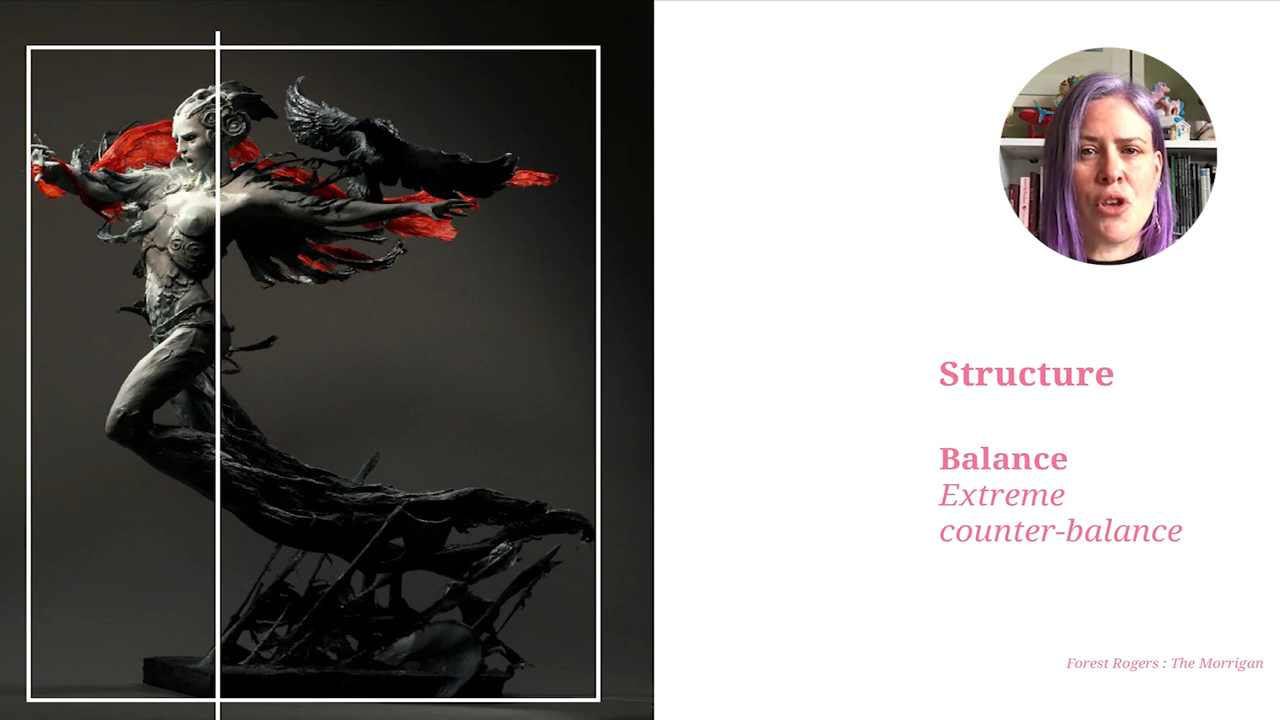 Structure
Balance
Extreme
counter-balance
Forest Rogers : The Morrigan